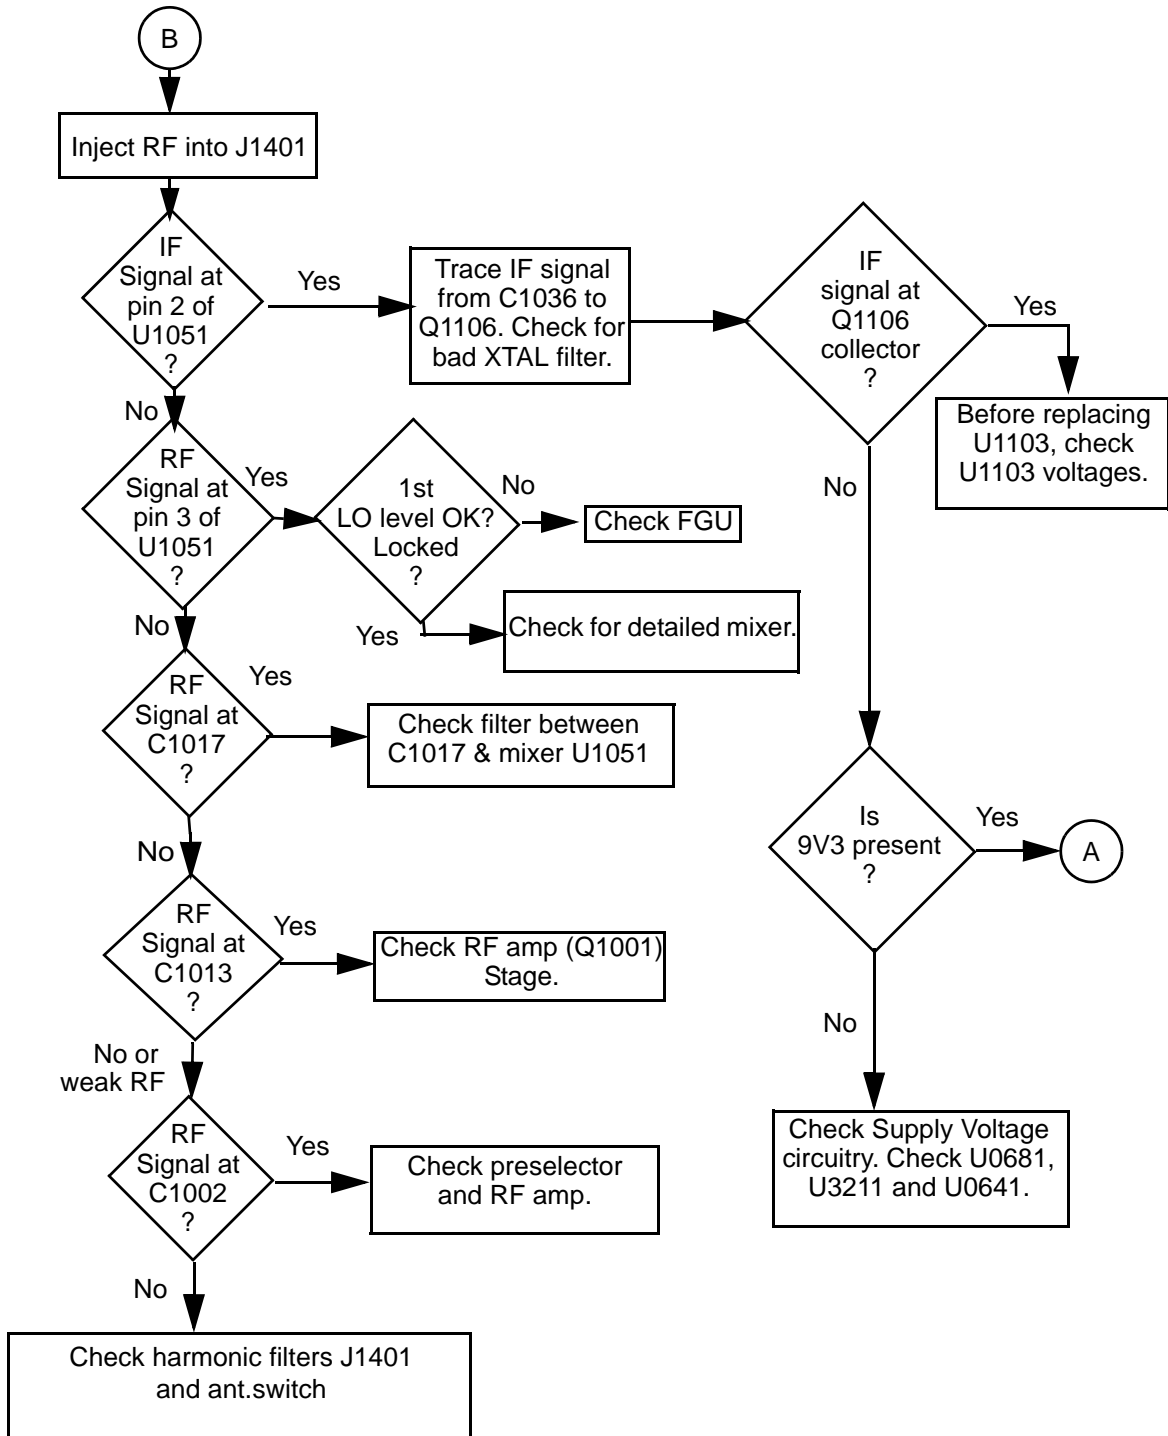 B
Inject RF into J1401
IF
Signal at
pin 2 of
U1051
?
Yes
Trace IF signal
from C1036 to
Q1106. Check for
bad XTAL filter.
IF
signal at
Q1106
collector
?
Yes
Before replacing
U1103, check
U1103 voltages.
No
No
RF
Signal at
pin 3 of
U1051
?
Yes
1st
LO level OK?
Locked
?
No
Check FGU
Yes
Check for detailed mixer.
No
RF
Signal at
C1017
?
Yes
Check filter between
C1017 & mixer U1051
Is
9V3 present
?
Yes
A
No
RF
Signal at
C1013
?
Yes
Check RF amp (Q1001)
Stage.
No
Check Supply Voltage
circuitry. Check U0681,
U3211 and U0641.
No or
weak RF
RF
Signal at
C1002
?
Yes
Check preselector
and RF amp.
No
Check harmonic filters J1401
and ant.switch